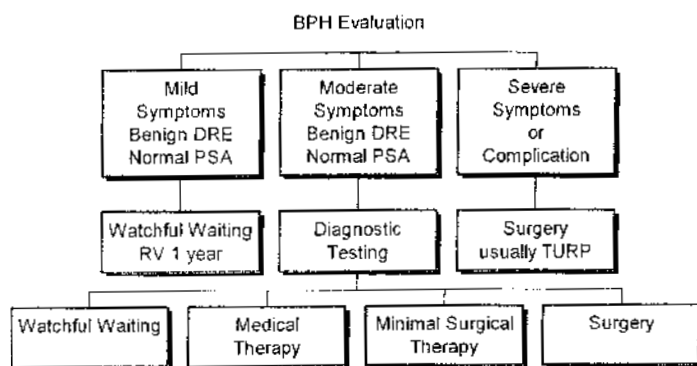 BPH Evaluation
Mild
Symptoms
Benign DRE
Normal PSA
Moderate
Symptoms
Benign DRE
Normal PSA
Severe
Symptoms
or
Complication
Watchful Waiting
RV 1 year
Diagnostic
Testing
Surgery
usually TURP
Watchful Waiting
Medical
Therapy
Minimal Surgical
Therapy
Surgery